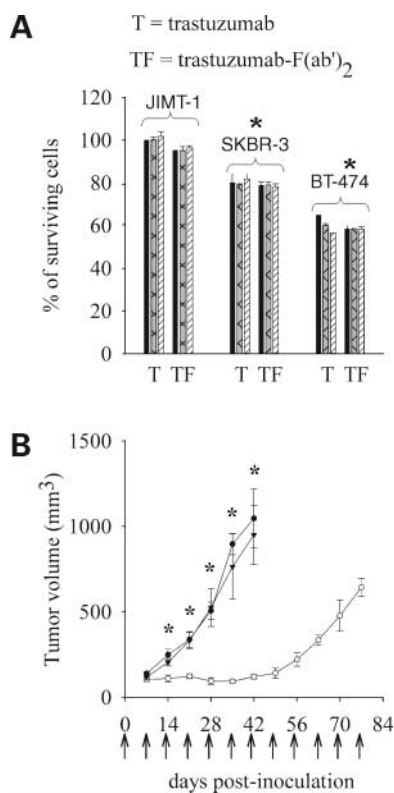 A
T = trastuzumab
TF = trastuzumab-F(ab')2
% of surviving cells
120
100
80
60
40
20
0
JIMT-1
*
SKBR-3
*
BT-474
T TF T TF T TF
B
Tumor volume (mm3)
1500
1000
500
0
* * * * *
0 14 28 42 56 70 84
days post-inoculation